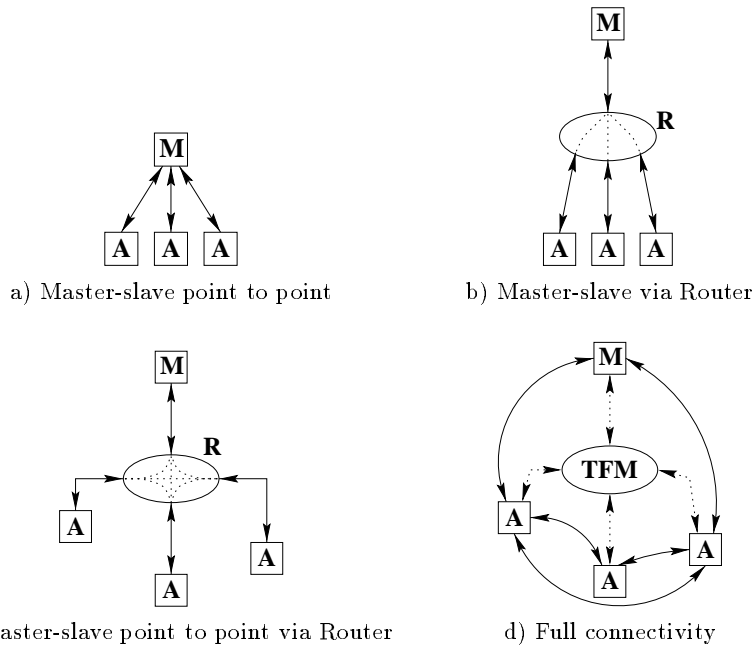 M
A A A
a) Master-slave point to point
M
R
A A A
b) Master-slave via Router
M
R
A
A
A
aster-slave point to point via Router
M
TFM
A
A
A
d) Full connectivity